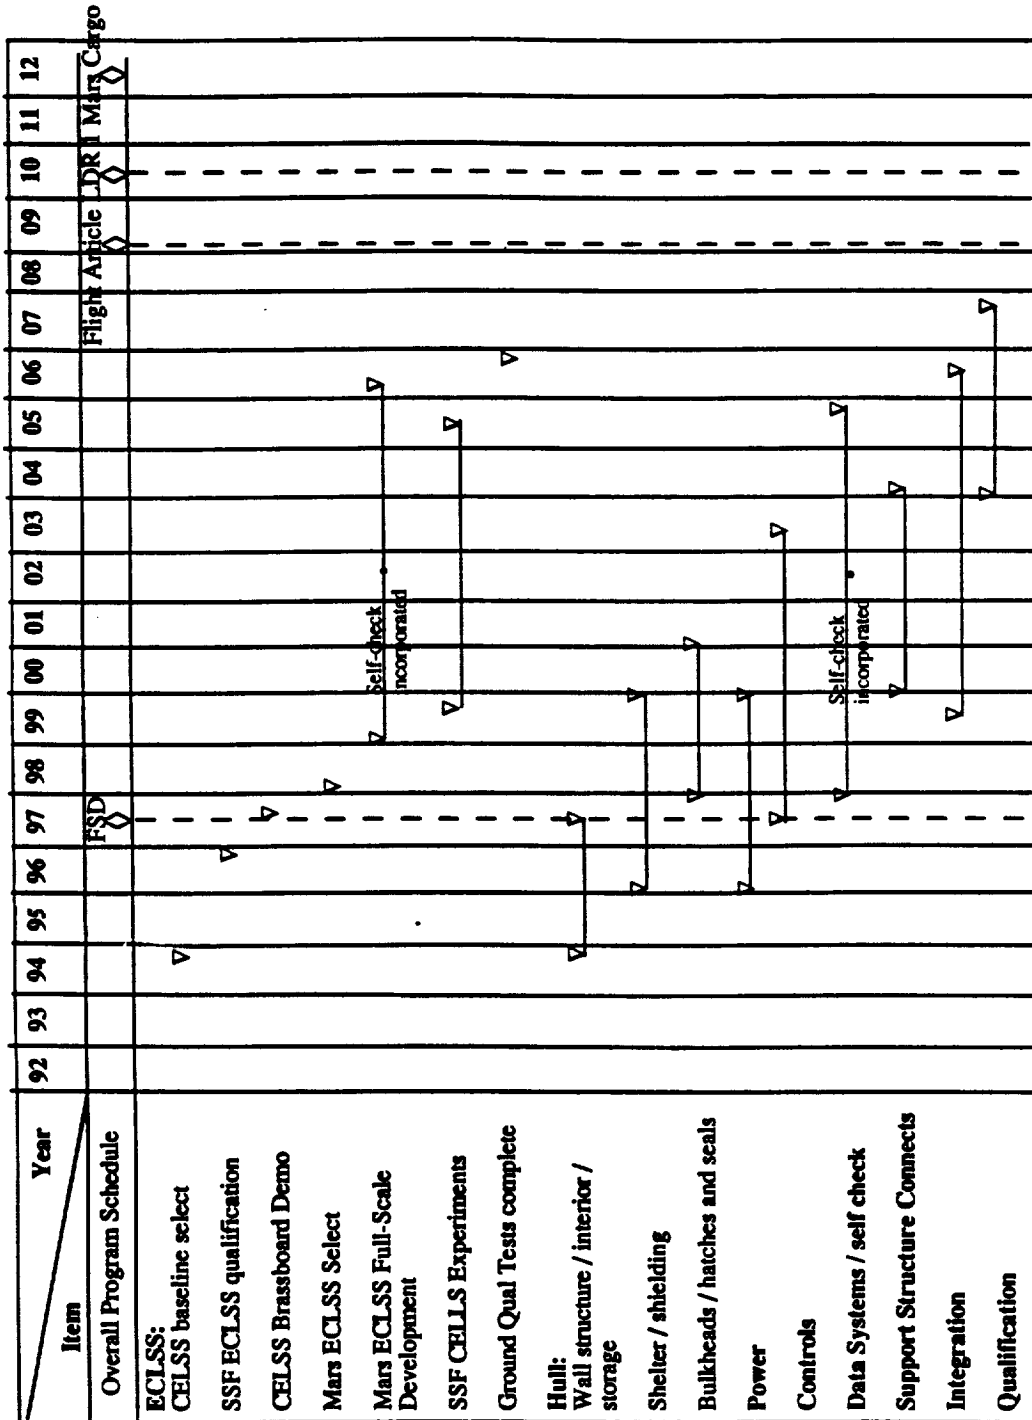 Year
Item
92 93 94 95 96 97 98 99 00 01 02 03 04 05 06 07 08 09 10 11 12
Overall Program Schedule
FSD
Flight Article
LDR 1
Mars Cargo
ECLSS:
CELSS baseline select
SSF ECLSS qualification
CELSS Brassboard Demo
Mars ECLSS Select
Mars ECLSS Full-Scale
Development
Self-check
ncorporated
SSF CELLS Experiments
Ground Qual Tests complete
Hull:
Wall structure / interior /
storage
Shelter / shielding
Bulkheads / hatches and seals
Power
Controls
Data Systems / self check
Self-check
incorporated
Support Structure Connects
Integration
Qualification